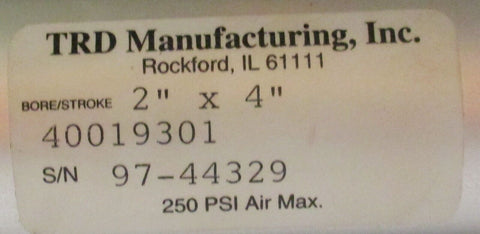 TRD Manufacturing, Inc.
Rockford, IL 61111
BORE/STROKE 2" x 4"
40019301
S/N 97-44329
250 PSI Air Max.